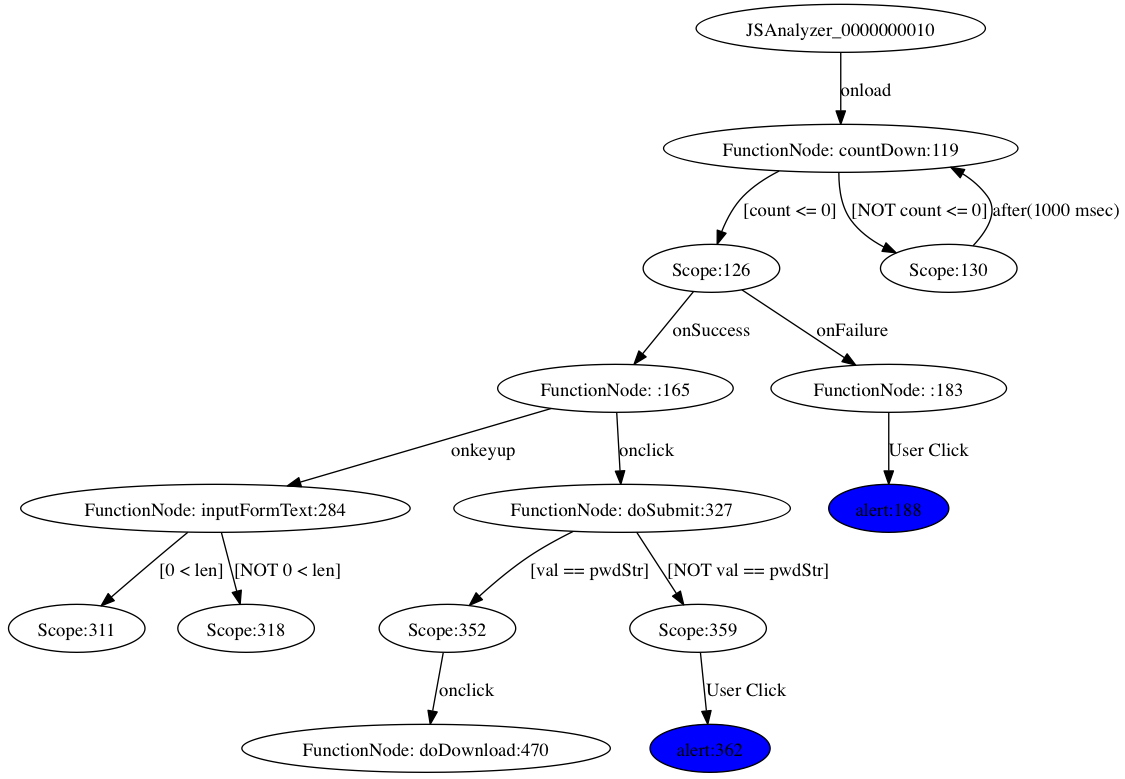 JSAnalyzer_0000000010
onload
FunctionNode: countDown:119
[count <= 0]
[NOT count <= 0]
after(1000 msec)
Scope:126
Scope:130
onSuccess
onFailure
FunctionNode: :165
FunctionNode: :183
onkeyup
onclick
User Click
FunctionNode: inputFormText:284
FunctionNode: doSubmit:327
alert:188
[0 < len]
[NOT 0 < len]
[val == pwdStr]
[NOT val == pwdStr]
Scope:311
Scope:318
Scope:352
Scope:359
onclick
User Click
FunctionNode: doDownload:470
alert:362